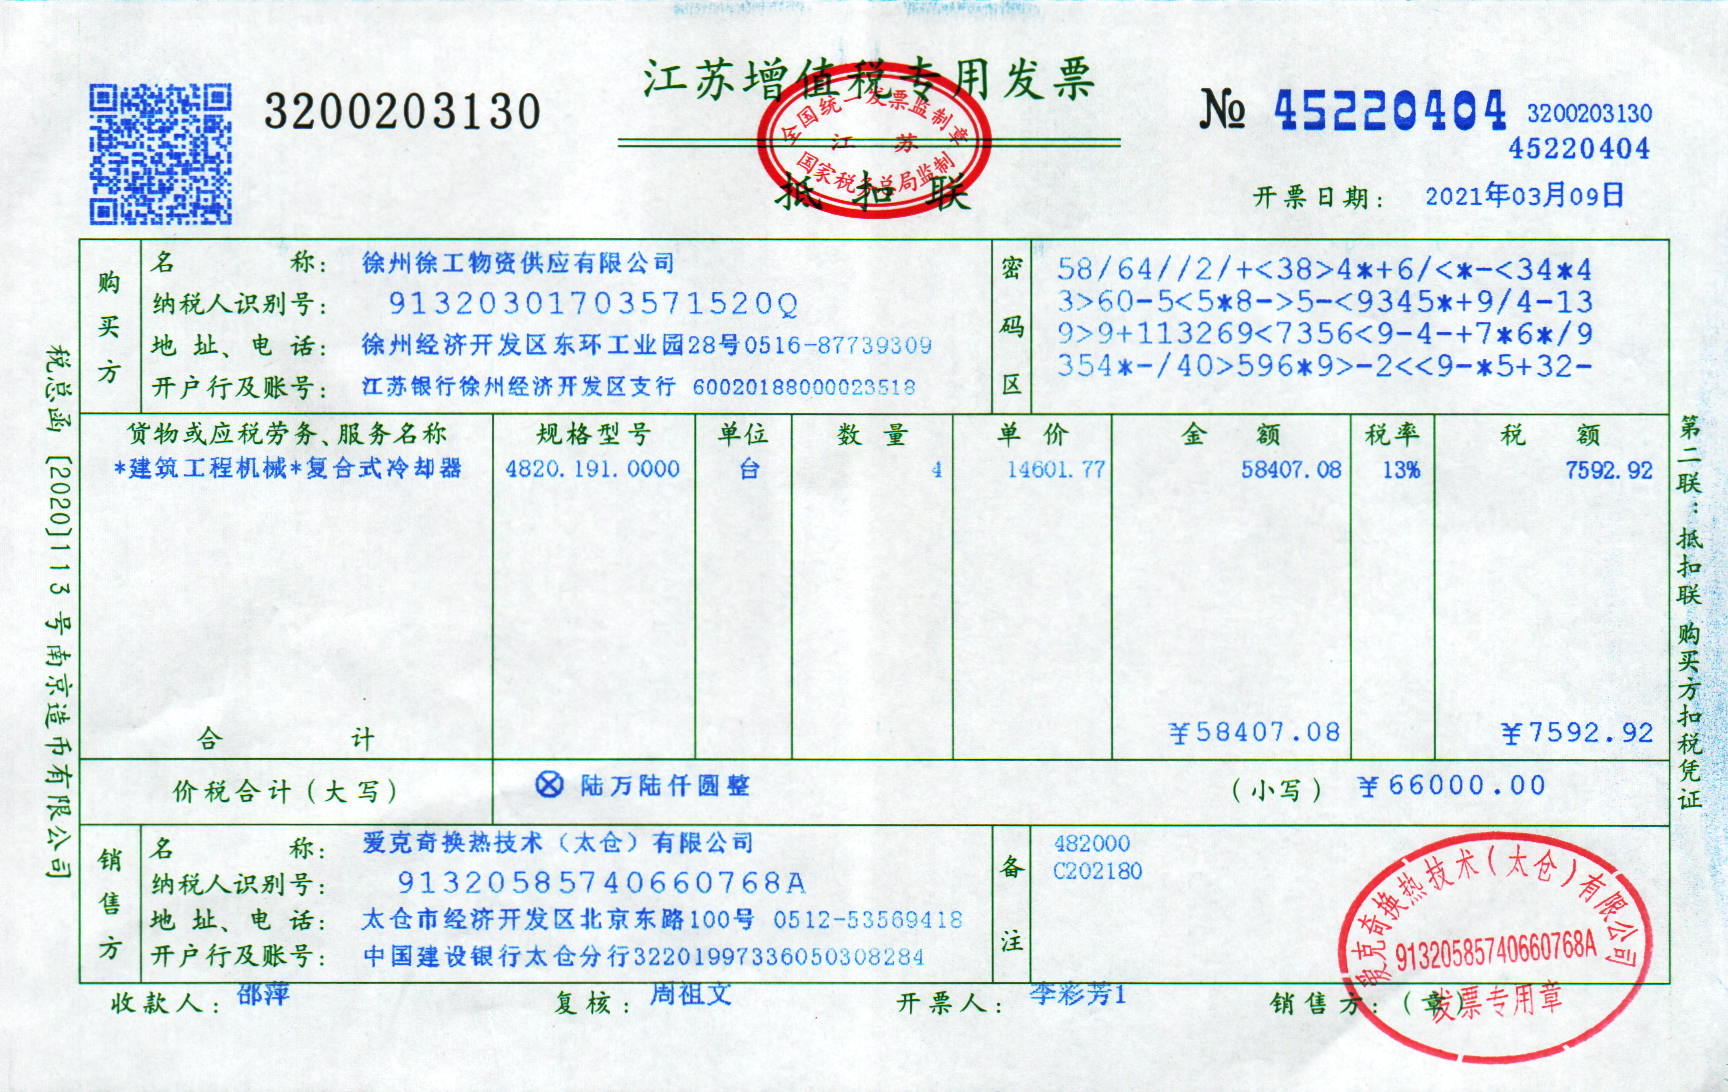 江苏增值税专用发票
3200203130
№ 45220404 3200203130
45220404
全国统一发票监制章
江 苏
国家税务总局监制
抵 扣 联
开票日期: 2021年03月09日
购买方
名 称: 徐州徐工物资供应有限公司
纳税人识别号: 91320301703571520Q
地 址、电 话: 徐州经济开发区东环工业园28号0516-87739309
开户行及账号: 江苏银行徐州经济开发区支行 60020188000023518
密码区
58/64//2/+<38>4*+6/<*-<34*4
3>60-5<5*8->5-<9345*+9/4-13
9>9+113269<7356<9-4-+7*6*/9
354*-/40>596*9>-2<<9-*5+32-
货物或应税劳务、服务名称 规格型号 单位 数 量 单 价 金 额 税率 税 额
*建筑工程机械*复合式冷却器 4820.191.0000 台 4 14601.77 58407.08 13% 7592.92
合 计 ¥58407.08 ¥7592.92
价税合计(大写) ⊗ 陆万陆仟圆整 (小写) ¥66000.00
销售方
名 称: 爱克奇换热技术(太仓)有限公司
纳税人识别号: 91320585740660768A
地 址、电 话: 太仓市经济开发区北京东路100号 0512-53569418
开户行及账号: 中国建设银行太仓分行32201997336050308284
备注
482000
C202180
收款人: 邵萍 复核: 周祖文 开票人: 李彩芳1 销售方:(章)
爱克奇换热技术(太仓)有限公司
91320585740660768A
发票专用章
税总函[2020]113号南京造币有限公司
第二联:抵扣联 购买方扣税凭证